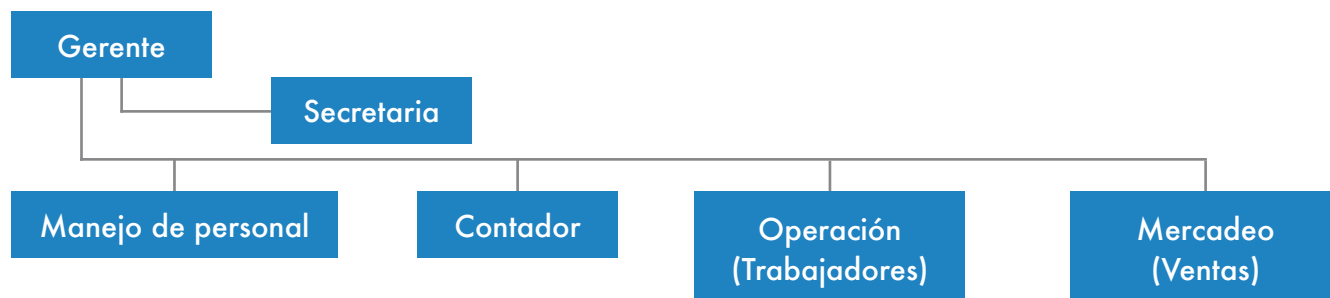 Gerente
Secretaria
Manejo de personal
Contador
Operación
(Trabajadores)
Mercadeo
(Ventas)